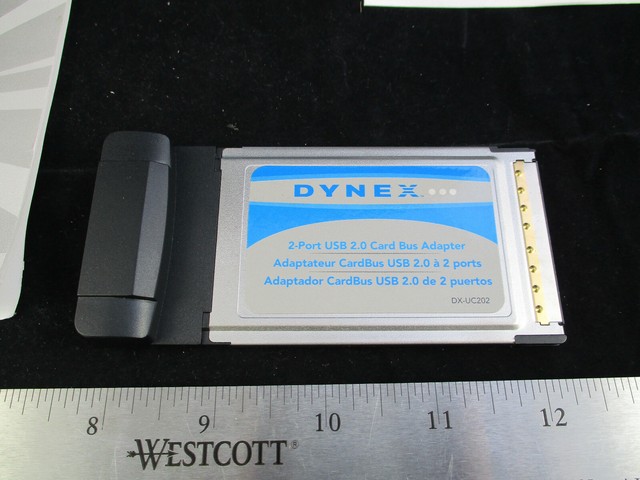 DYNEX
2-Port USB 2.0 Card Bus Adapter
Adaptateur CardBus USB 2.0 à 2 ports
Adaptador CardBus USB 2.0 de 2 puertos
DX-UC202
8 9 10 11 12
WESTCOTT®